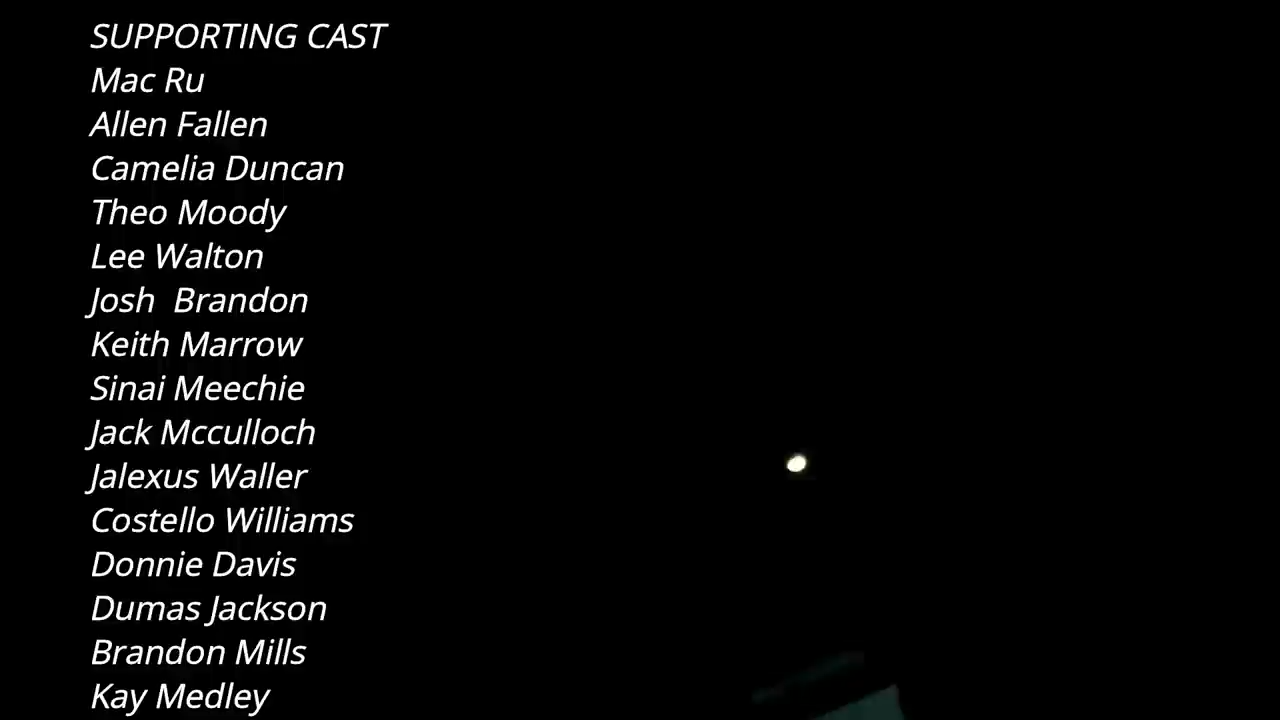 SUPPORTING CAST
Mac Ru
Allen Fallen
Camelia Duncan
Theo Moody
Lee Walton
Josh  Brandon
Keith Marrow
Sinai Meechie
Jack Mcculloch
Jalexus Waller
Costello Williams
Donnie Davis
Dumas Jackson
Brandon Mills
Kay Medley